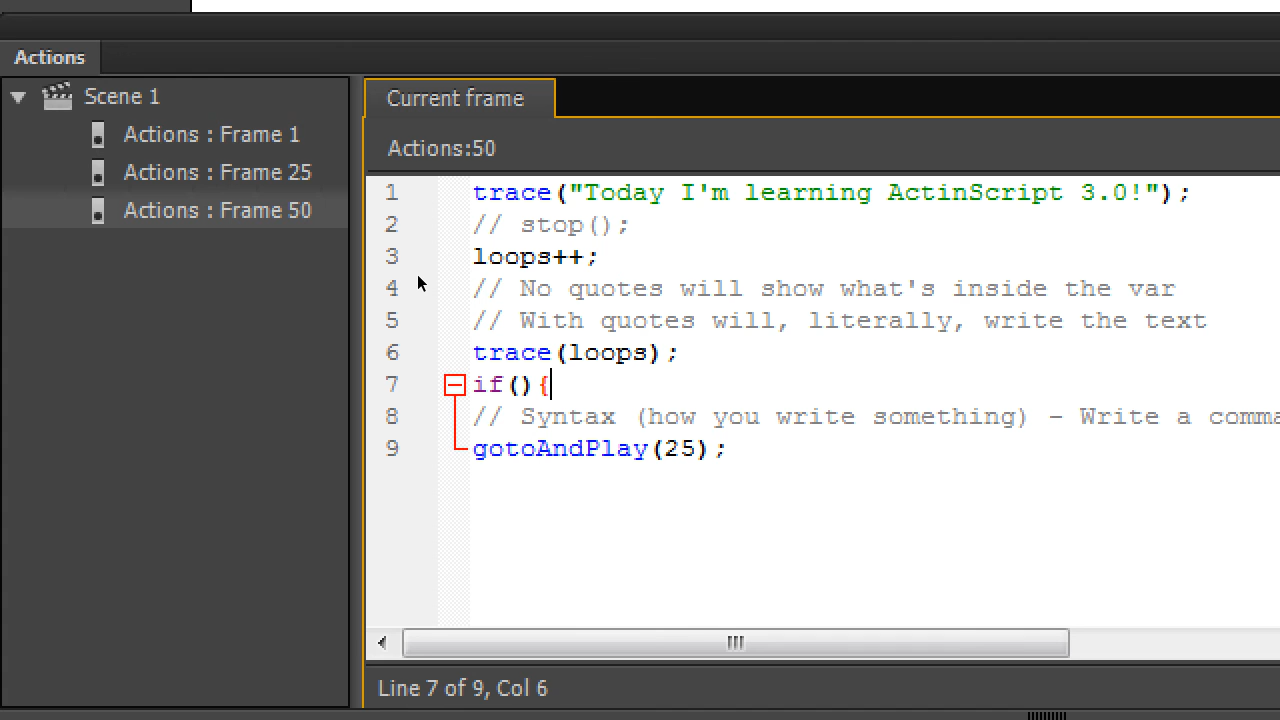 Actions
Scene 1
Actions : Frame 1
Actions : Frame 25
Actions : Frame 50
Current frame
Actions:50
1 trace("Today I'm learning ActinScript 3.0!");
2 // stop();
3 loops++;
4 // No quotes will show what's inside the var
5 // With quotes will, literally, write the text
6 trace(loops);
7 if(){
8 // Syntax (how you write something) - Write a comma
9 gotoAndPlay(25);
Line 7 of 9, Col 6